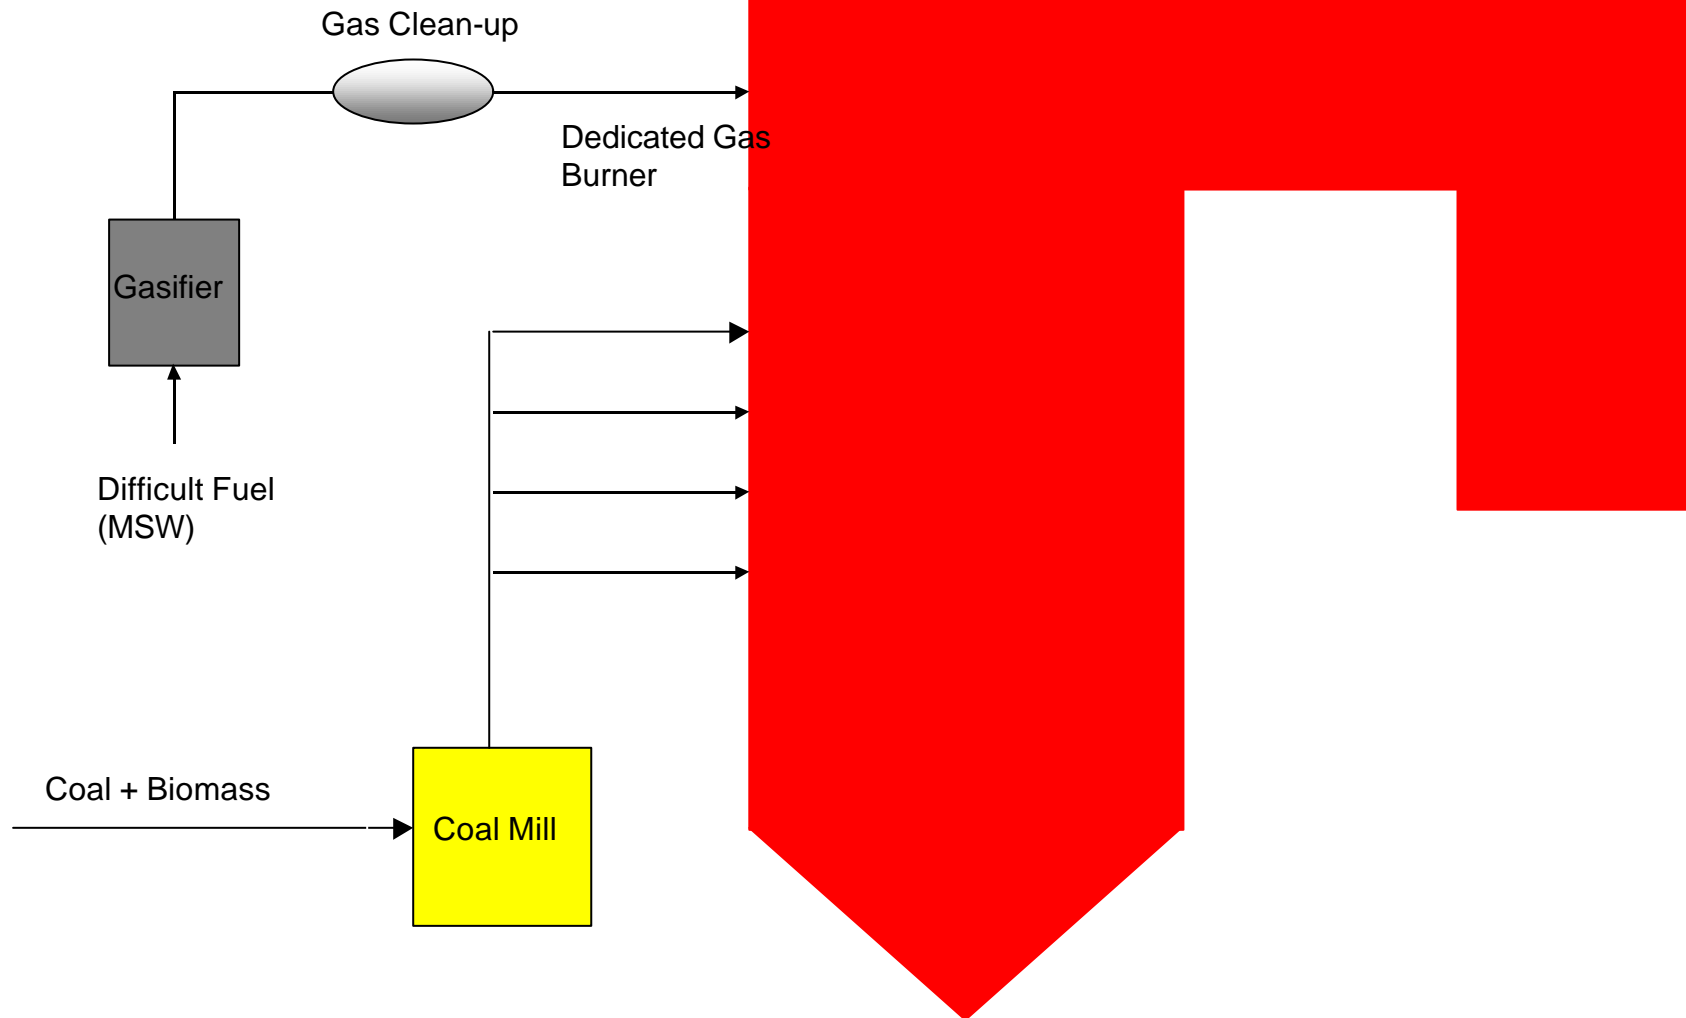 Gas Clean-up
Dedicated Gas
Burner
Gasifier
Difficult Fuel
(MSW)
Coal + Biomass
Coal Mill